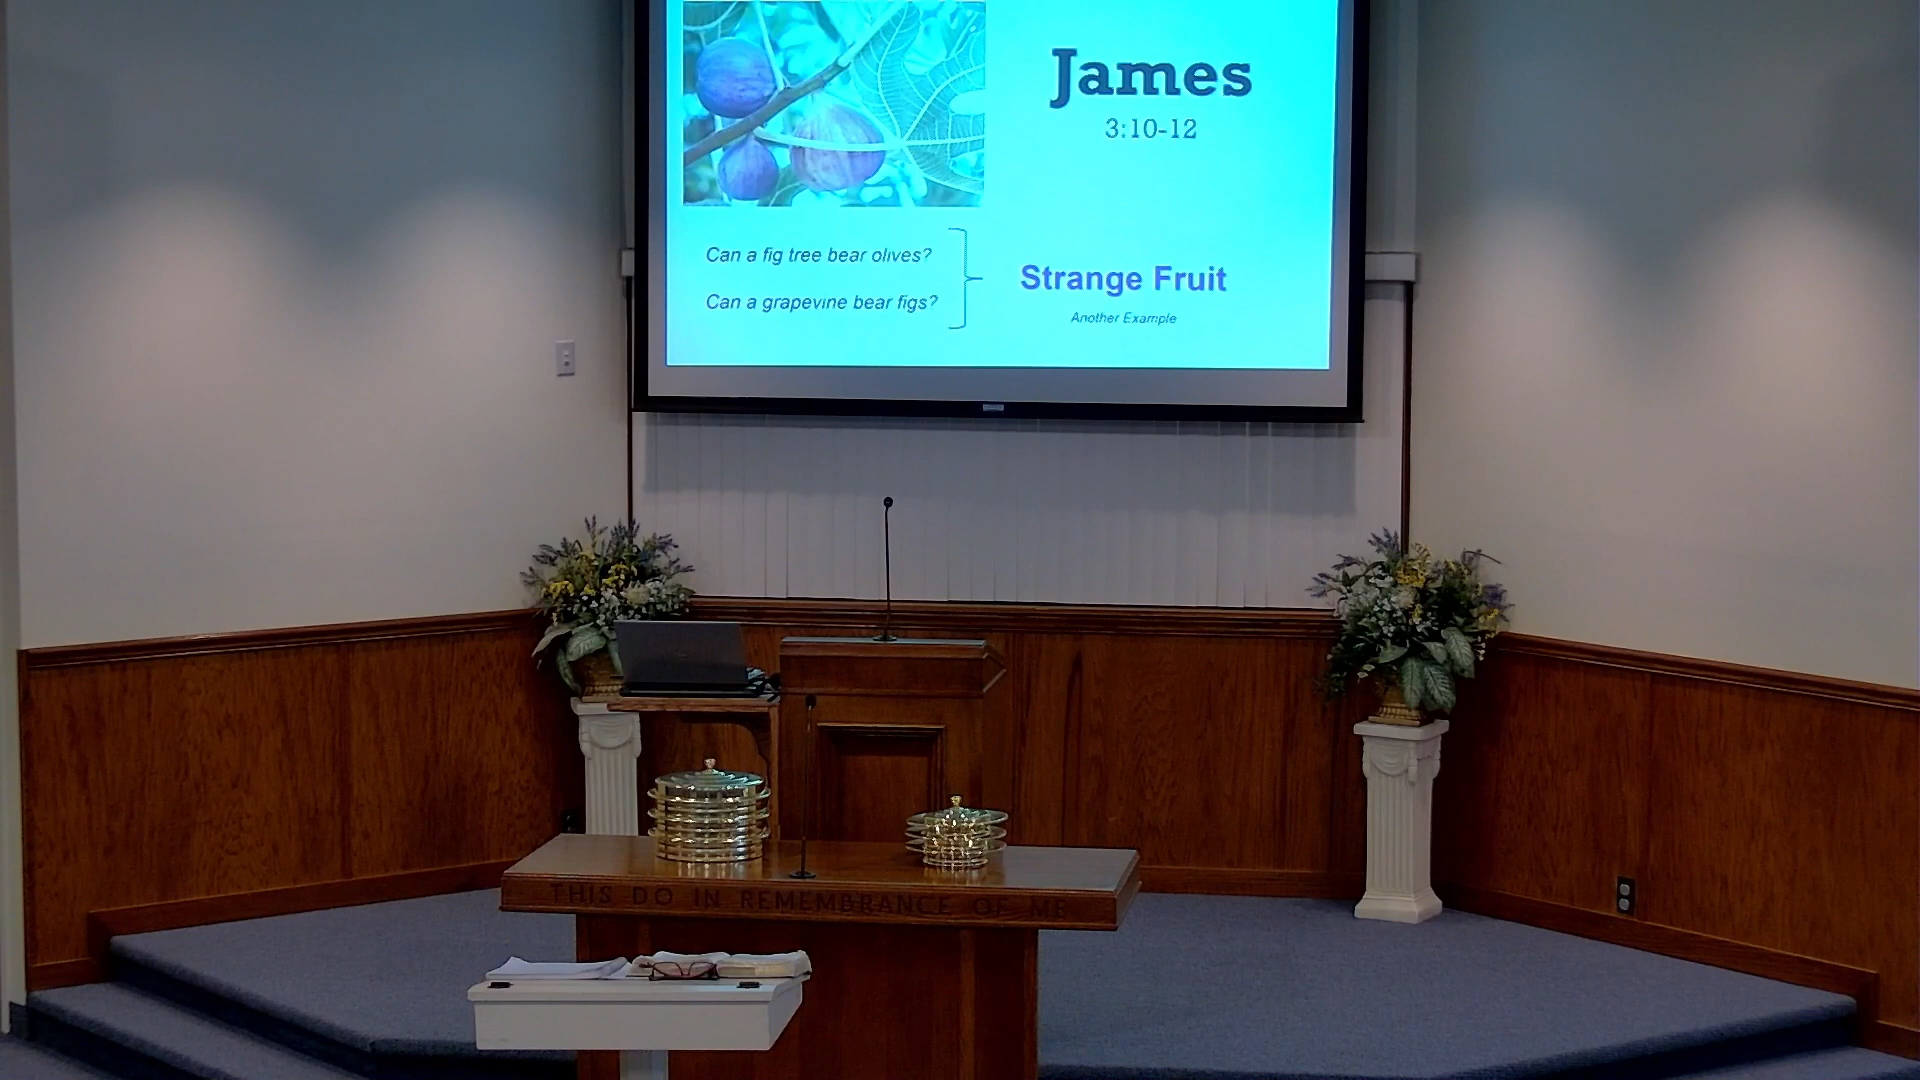 James
3:10-12
Can a fig tree bear olives?
Can a grapevine bear figs?
Strange Fruit
Another Example
THIS DO IN REMEMBRANCE OF ME